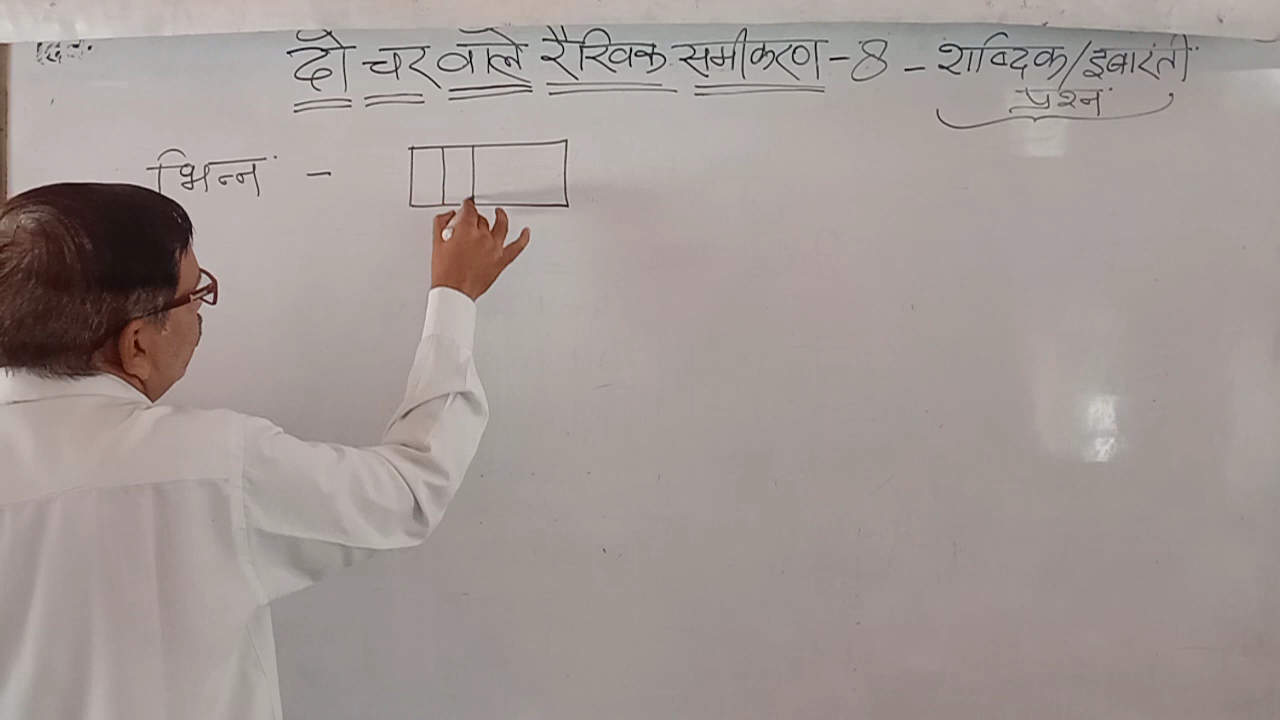 दो चर वाले रैखिक समीकरण - 8 - शाब्दिक/इबारती
प्रश्न
भिन्न -